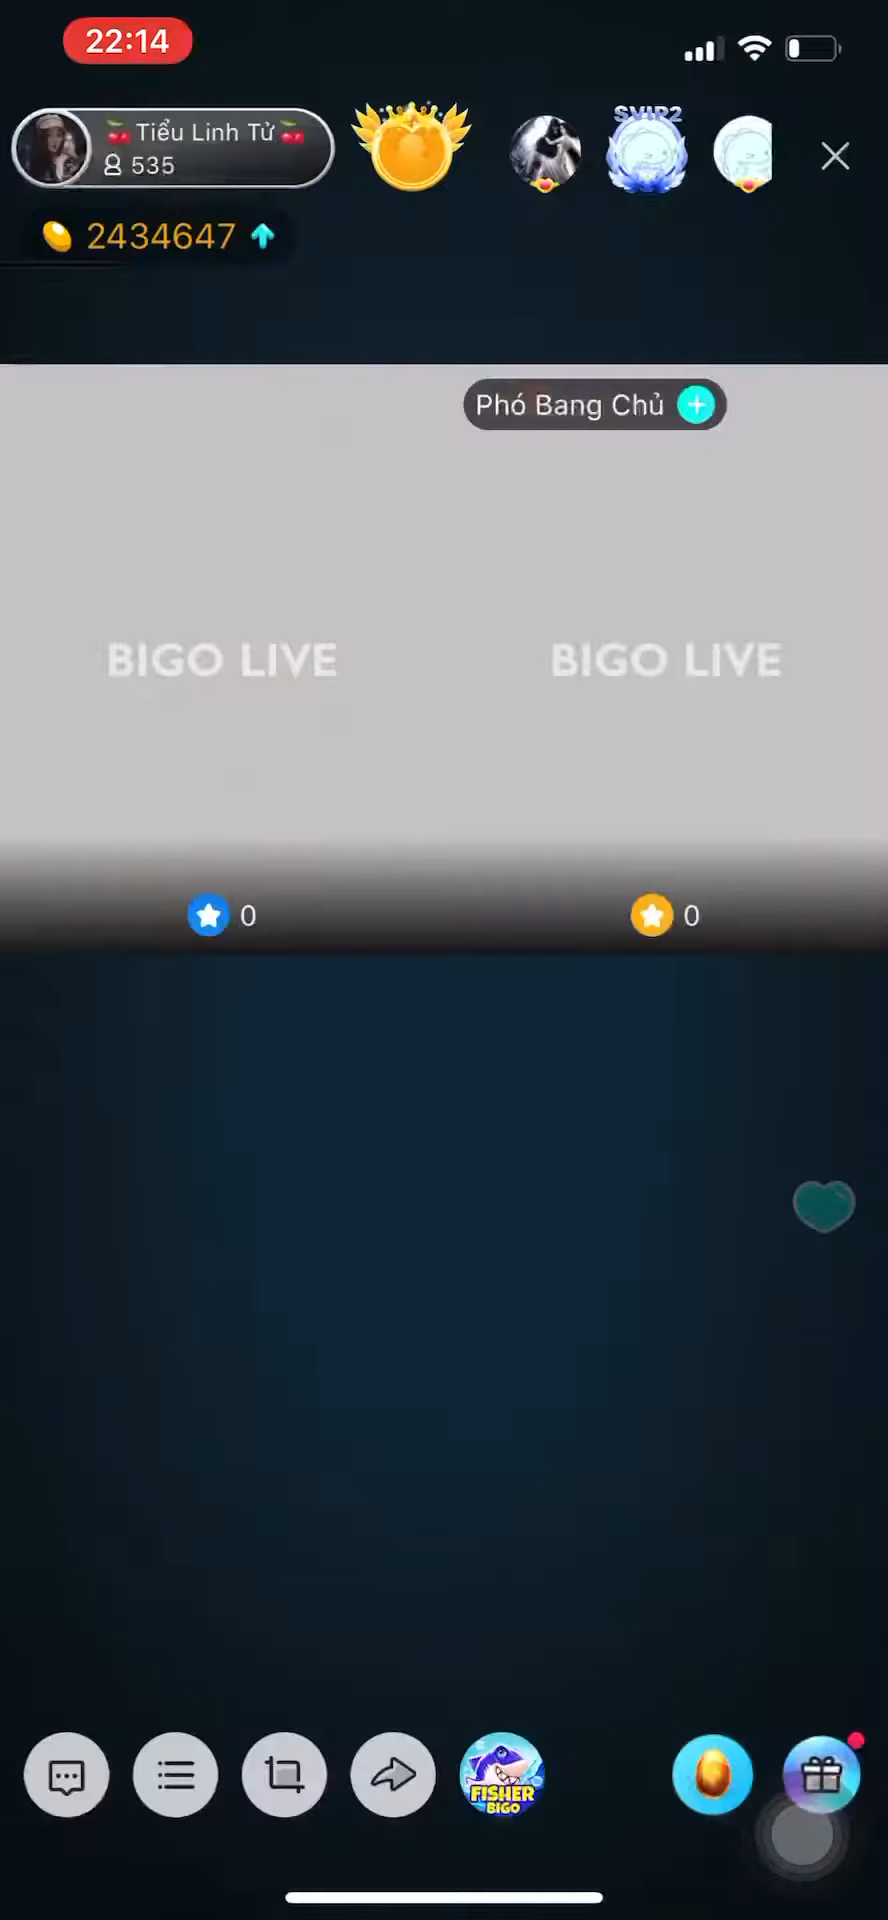 22:14
🍒 Tiểu Linh Tử 🍒
535
SVIP2
2434647
Phó Bang Chủ
BIGO LIVE
BIGO LIVE
0
0
FISHER
BIGO